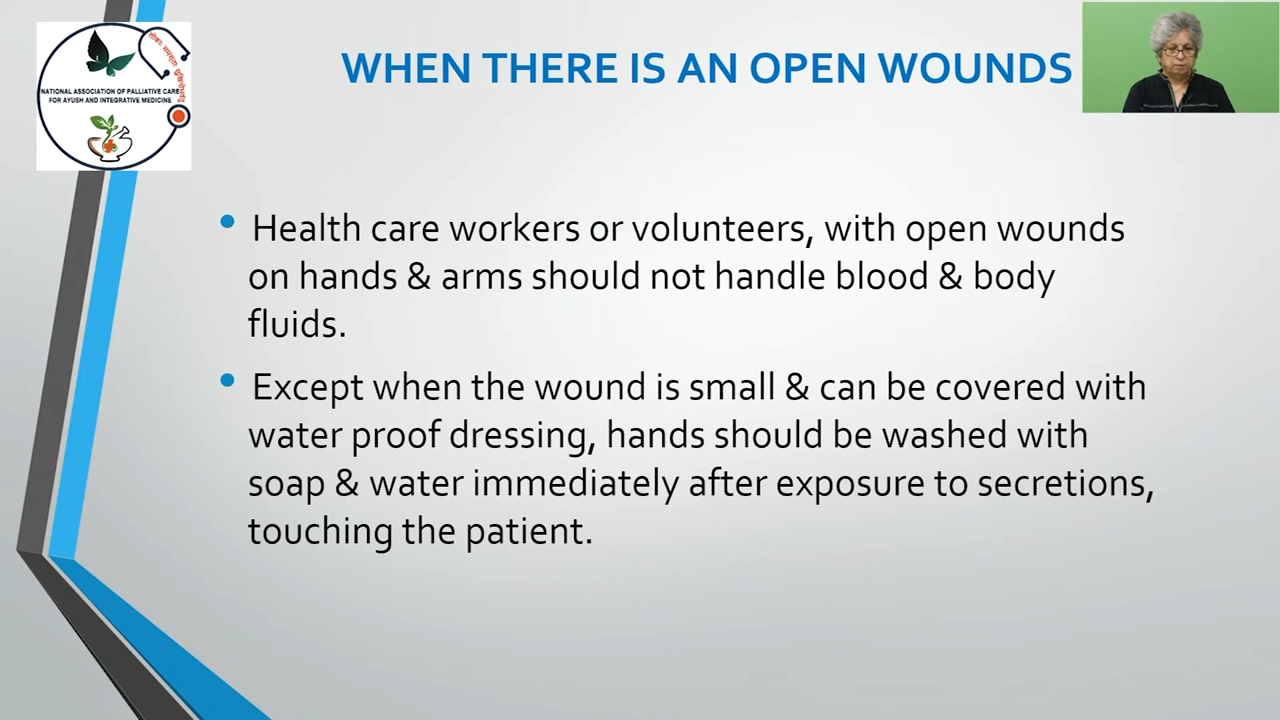 NATIONAL ASSOCIATION OF PALLIATIVE CARE
FOR AYUSH AND INTEGRATIVE MEDICINE
WHEN THERE IS AN OPEN WOUNDS
• Health care workers or volunteers, with open wounds
on hands & arms should not handle blood & body
fluids.
• Except when the wound is small & can be covered with
water proof dressing, hands should be washed with
soap & water immediately after exposure to secretions,
touching the patient.